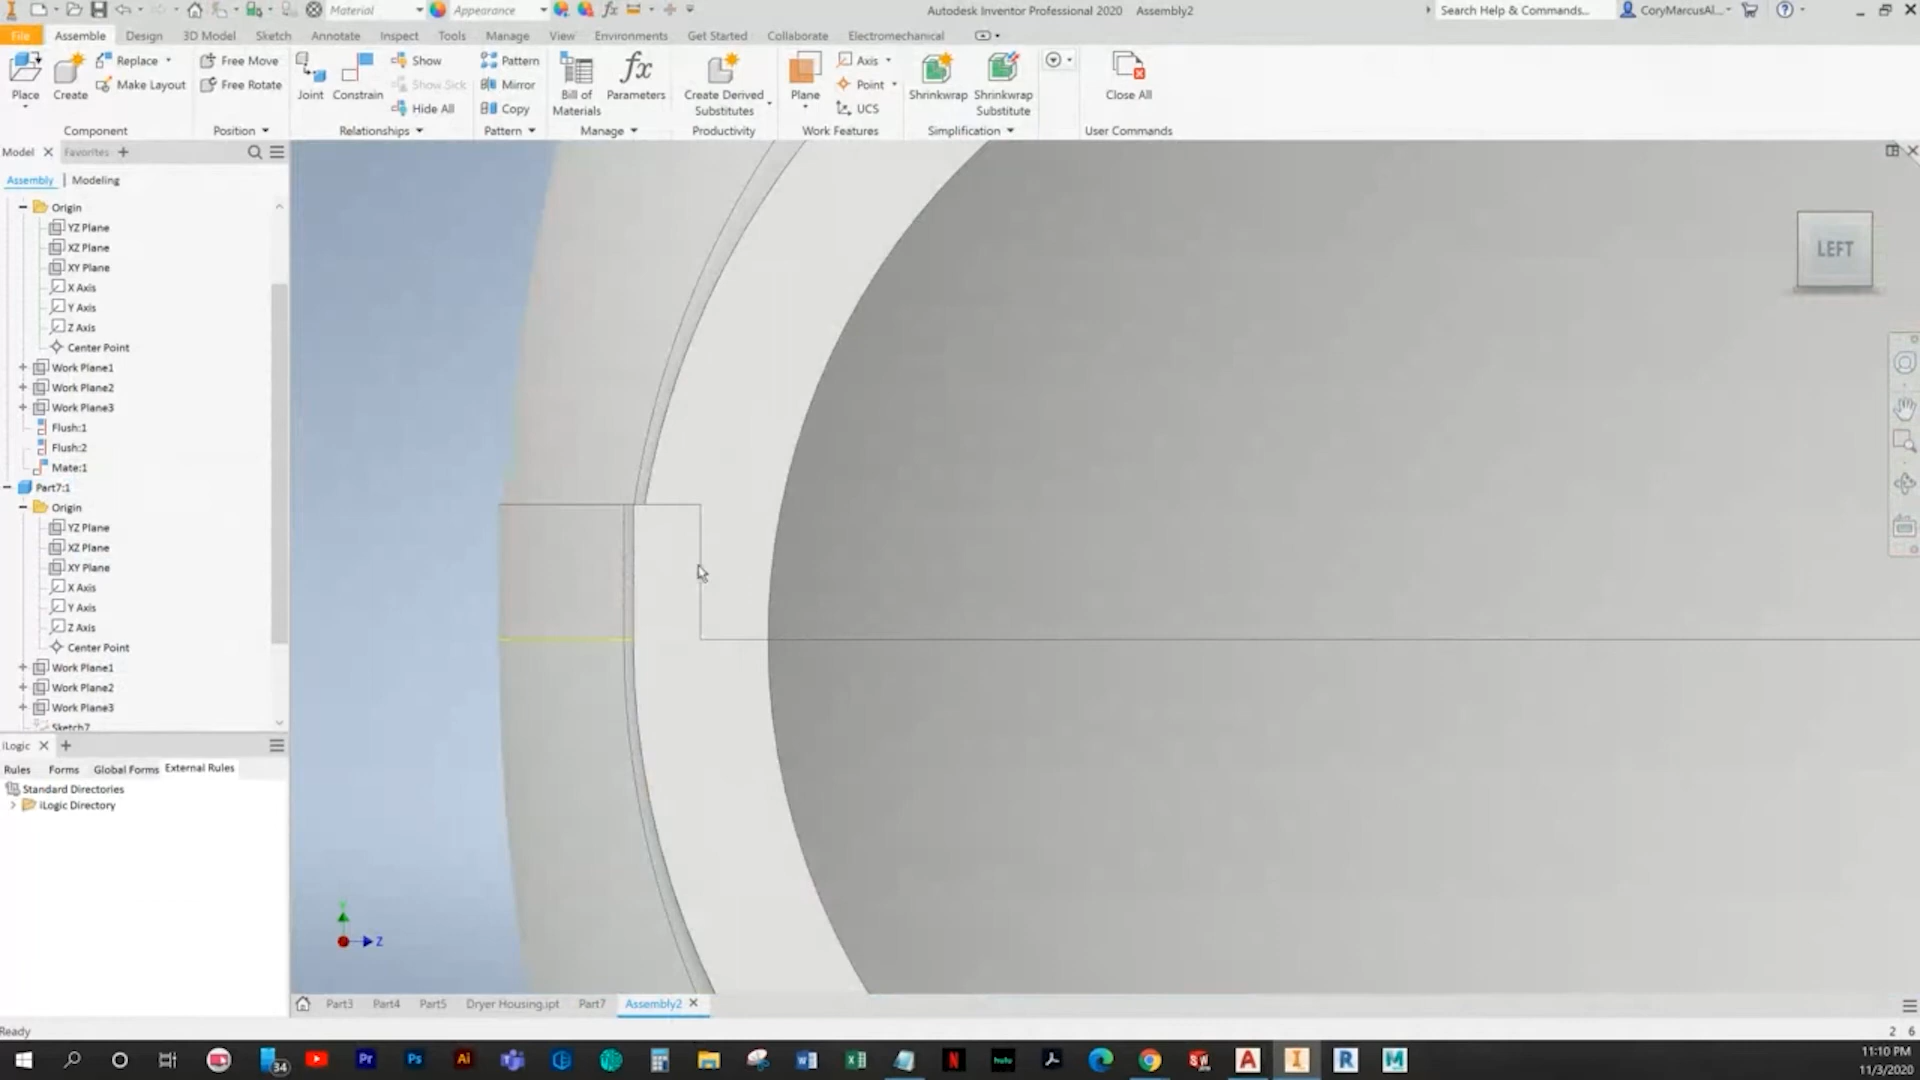 Material Appearance Autodesk Inventor Professional 2020 Assembly2 Search Help & Commands... CoryMarcusAl...
File Assemble Design 3D Model Sketch Annotate Inspect Tools Manage View Environments Get Started Collaborate Electromechanical
Place Create Replace Make Layout Free Move Free Rotate Joint Constrain Show Show Sick Hide All Pattern Mirror Copy Bill of Materials Parameters Create Derived Substitutes Plane Axis Point UCS Shrinkwrap Shrinkwrap Substitute Close All
Component Position Relationships Pattern Manage Productivity Work Features Simplification User Commands
Model Favorites
Assembly | Modeling
Origin
YZ Plane
XZ Plane
XY Plane
X Axis
Y Axis
Z Axis
Center Point
Work Plane1
Work Plane2
Work Plane3
Flush:1
Flush:2
Mate:1
Part7:1
Origin
YZ Plane
XZ Plane
XY Plane
X Axis
Y Axis
Z Axis
Center Point
Work Plane1
Work Plane2
Work Plane3
Sketch7
LEFT
iLogic
Rules Forms Global Forms External Rules
Standard Directories
iLogic Directory
Z
Part3 Part4 Part5 Dryer Housing.ipt Part7 Assembly2
Ready 2 6
34 Pr Ps Ai hulu SW A I R M
11:10 PM
11/3/2020